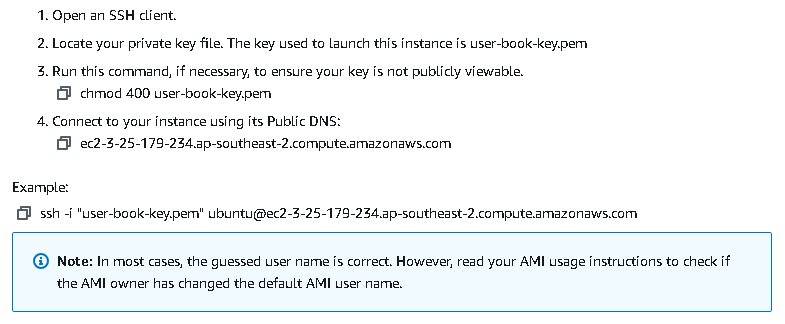 1. Open an SSH client.
2. Locate your private key file. The key used to launch this instance is user-book-key.pem
3. Run this command, if necessary, to ensure your key is not publicly viewable.
chmod 400 user-book-key.pem
4. Connect to your instance using its Public DNS:
ec2-3-25-179-234.ap-southeast-2.compute.amazonaws.com
Example:
ssh -i "user-book-key.pem" ubuntu@ec2-3-25-179-234.ap-southeast-2.compute.amazonaws.com
Note: In most cases, the guessed user name is correct. However, read your AMI usage instructions to check if
the AMI owner has changed the default AMI user name.